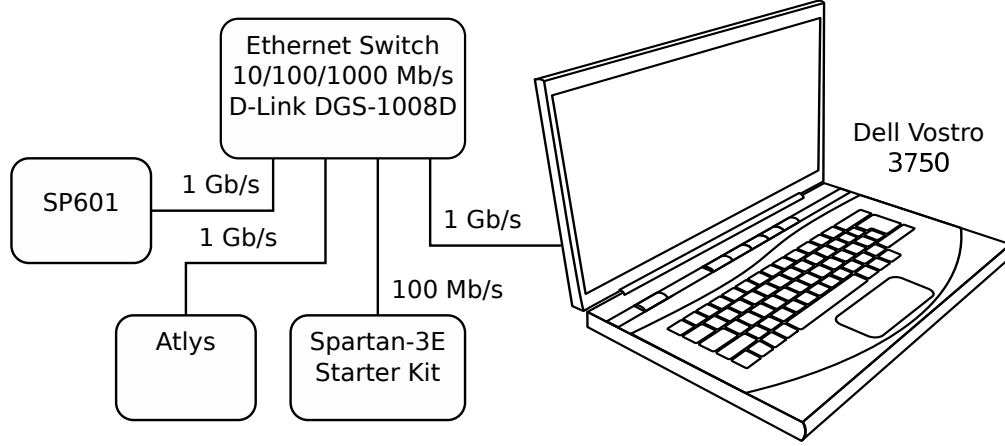 Ethernet Switch
10/100/1000 Mb/s
D-Link DGS-1008D
Dell Vostro
3750
SP601
1 Gb/s
1 Gb/s
1 Gb/s
100 Mb/s
Atlys
Spartan-3E
Starter Kit